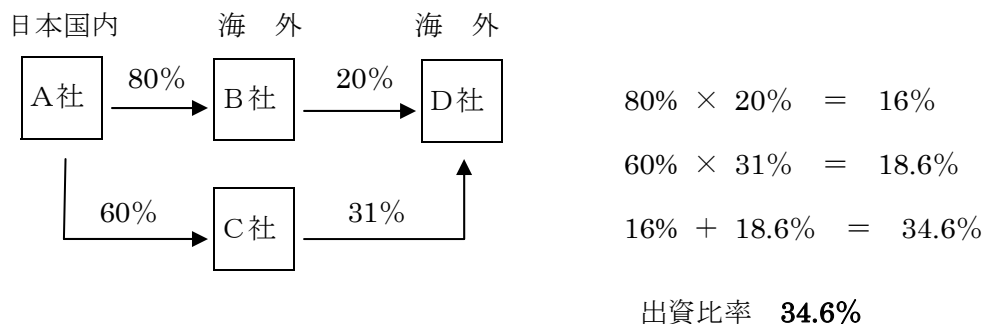 日本国内 海 外 海 外
A社 80% B社 20% D社
60% C社 31%
80% × 20% = 16%
60% × 31% = 18.6%
16% + 18.6% = 34.6%
出資比率 34.6%